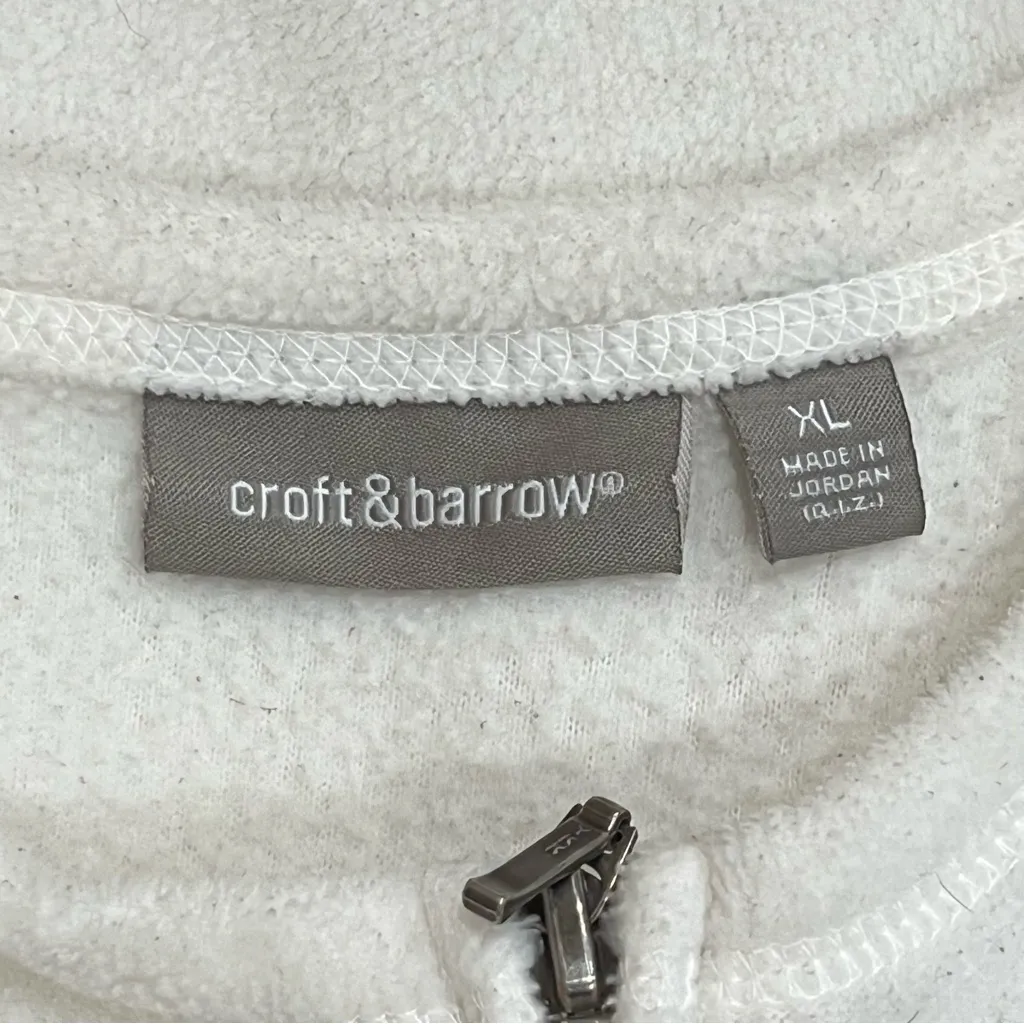 croft&barrow®
XL
MADE IN
JORDAN
(Q.I.Z.)